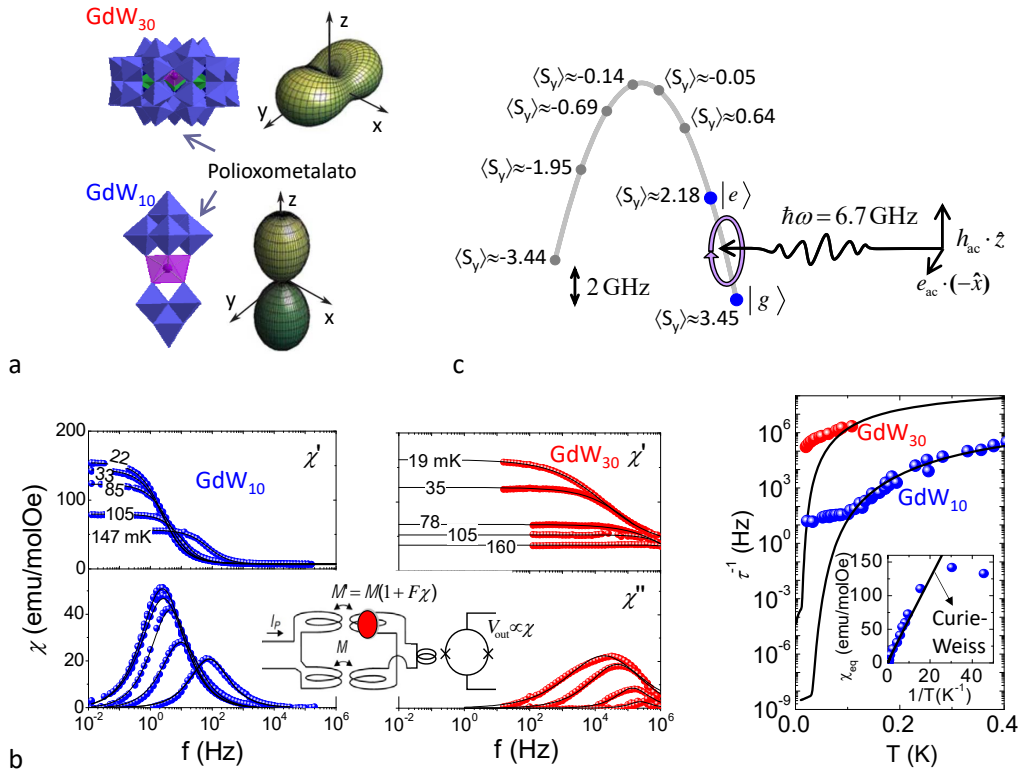 GdW₃₀
z
y
x
Polioxometalato
GdW₁₀
z
y
x
a
⟨Sy⟩≈-0.14
⟨Sy⟩≈-0.05
⟨Sy⟩≈-0.69
⟨Sy⟩≈0.64
⟨Sy⟩≈-1.95
⟨Sy⟩≈2.18
|e⟩
ħω = 6.7 GHz
⟨Sy⟩≈-3.44
2 GHz
hac · ẑ
eac · (-x̂)
|g⟩
⟨Sy⟩≈3.45
c
χ (emu/molOe)
200
150
100
50
0
22
33
85
105
147 mK
GdW₁₀
χ'
40
20
0
10⁻² 10⁰ 10² 10⁴ 10⁶
f (Hz)
19 mK
35
78
105
160
GdW₃₀
χ'
χ"
M' = M(1 + Fχ)
IP
M
Vout∝χ
10⁻² 10⁰ 10² 10⁴ 10⁶
f (Hz)
τ⁻¹ (Hz)
10⁶
10³
10⁰
10⁻³
10⁻⁶
10⁻⁹
GdW₃₀
GdW₁₀
χeq (emu/molOe)
150
100
50
0
Curie-
Weiss
0 20 40
1/T(K⁻¹)
0.0 0.2 0.4
T (K)
b